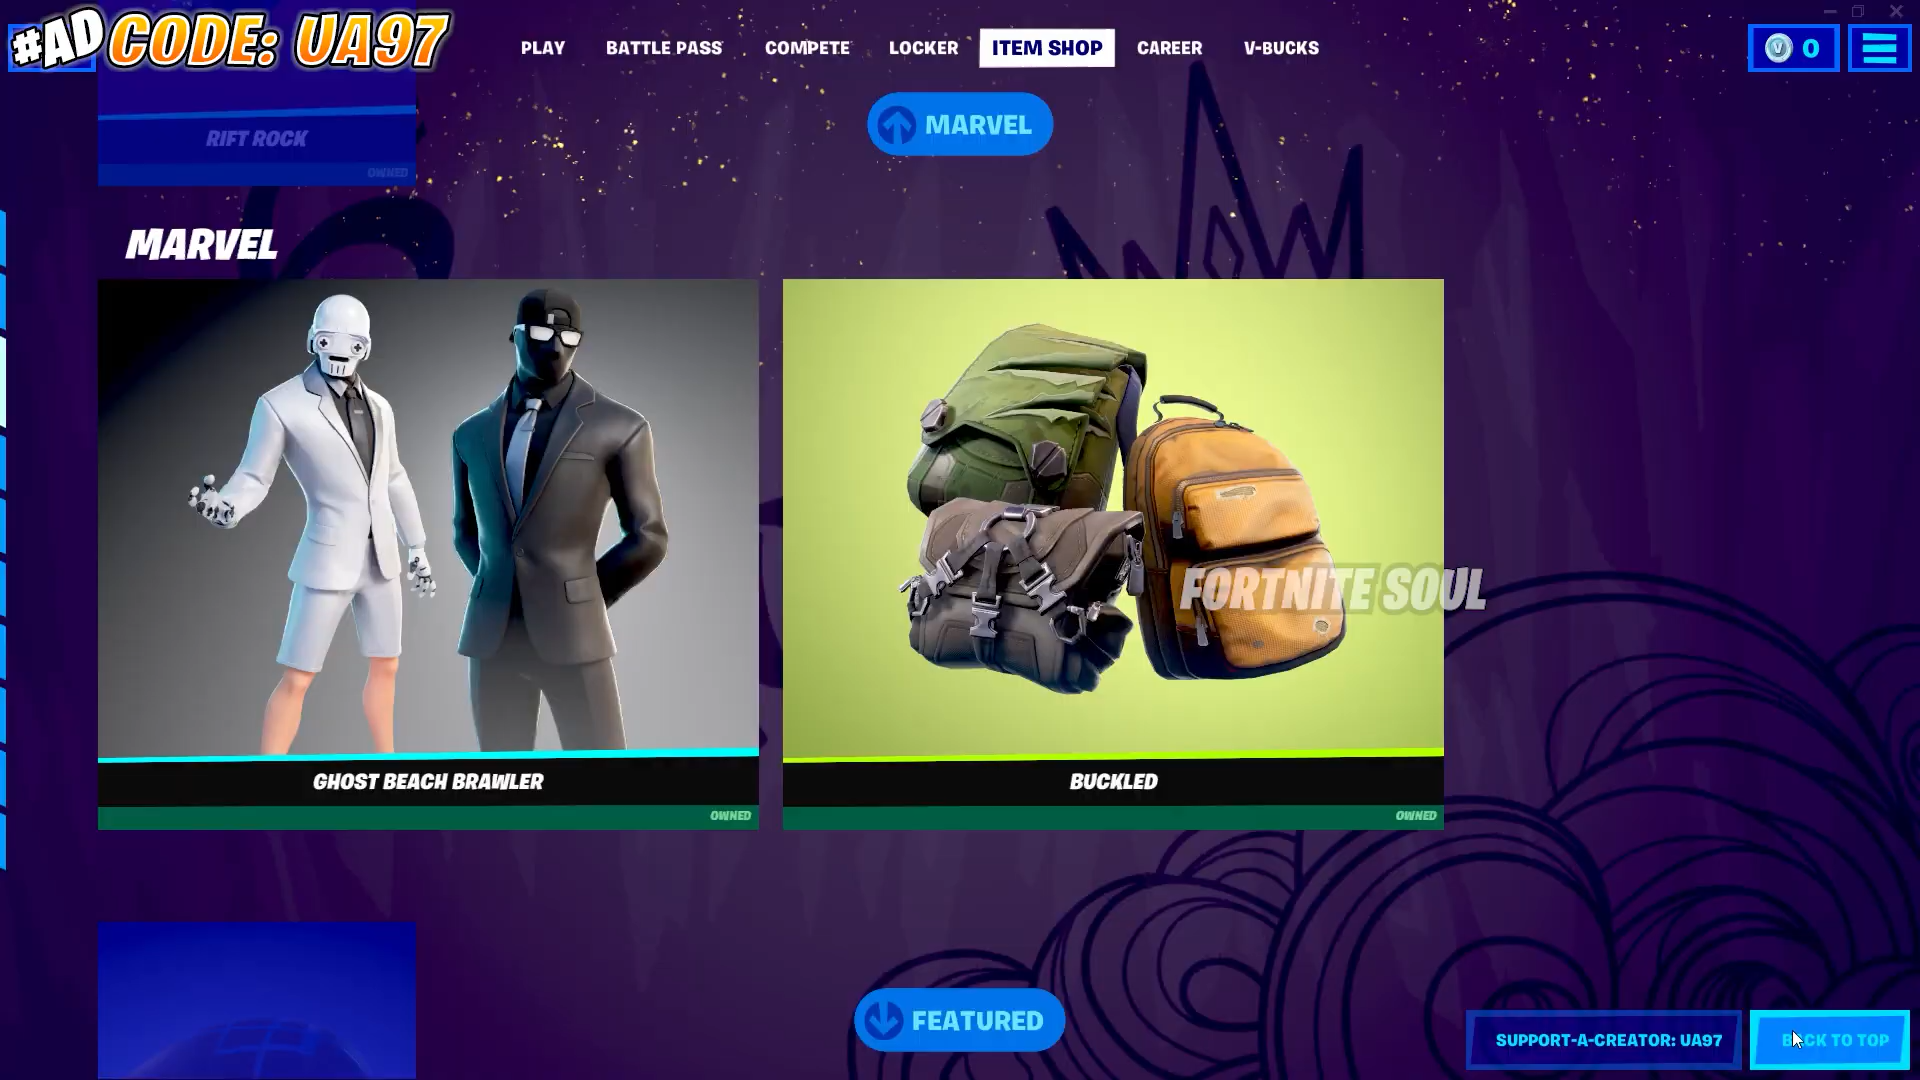 #AD CODE: UA97
PLAY BATTLE PASS COMPETE LOCKER ITEM SHOP CAREER V-BUCKS
0
MARVEL
RIFT ROCK
OWNED
MARVEL
FORTNITE SOUL
GHOST BEACH BRAWLER
OWNED
BUCKLED
OWNED
FEATURED
SUPPORT-A-CREATOR: UA97
BACK TO TOP